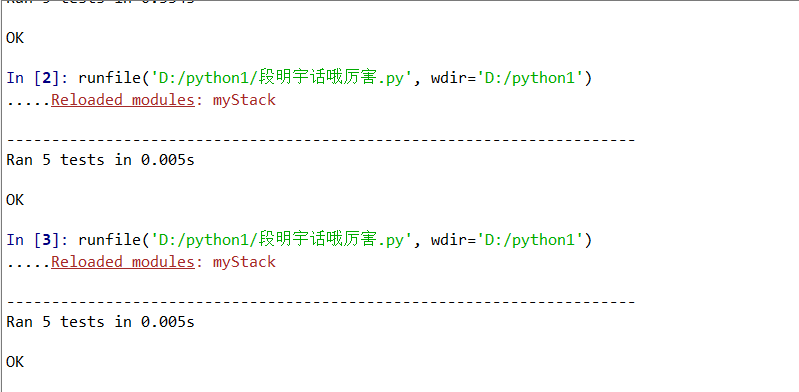 Ran 5 tests in 0.994s
OK
In [2]: runfile('D:/python1/段明宇话哦厉害.py', wdir='D:/python1')
.....Reloaded modules: myStack
----------------------------------------------------------------------
Ran 5 tests in 0.005s
OK
In [3]: runfile('D:/python1/段明宇话哦厉害.py', wdir='D:/python1')
.....Reloaded modules: myStack
----------------------------------------------------------------------
Ran 5 tests in 0.005s
OK